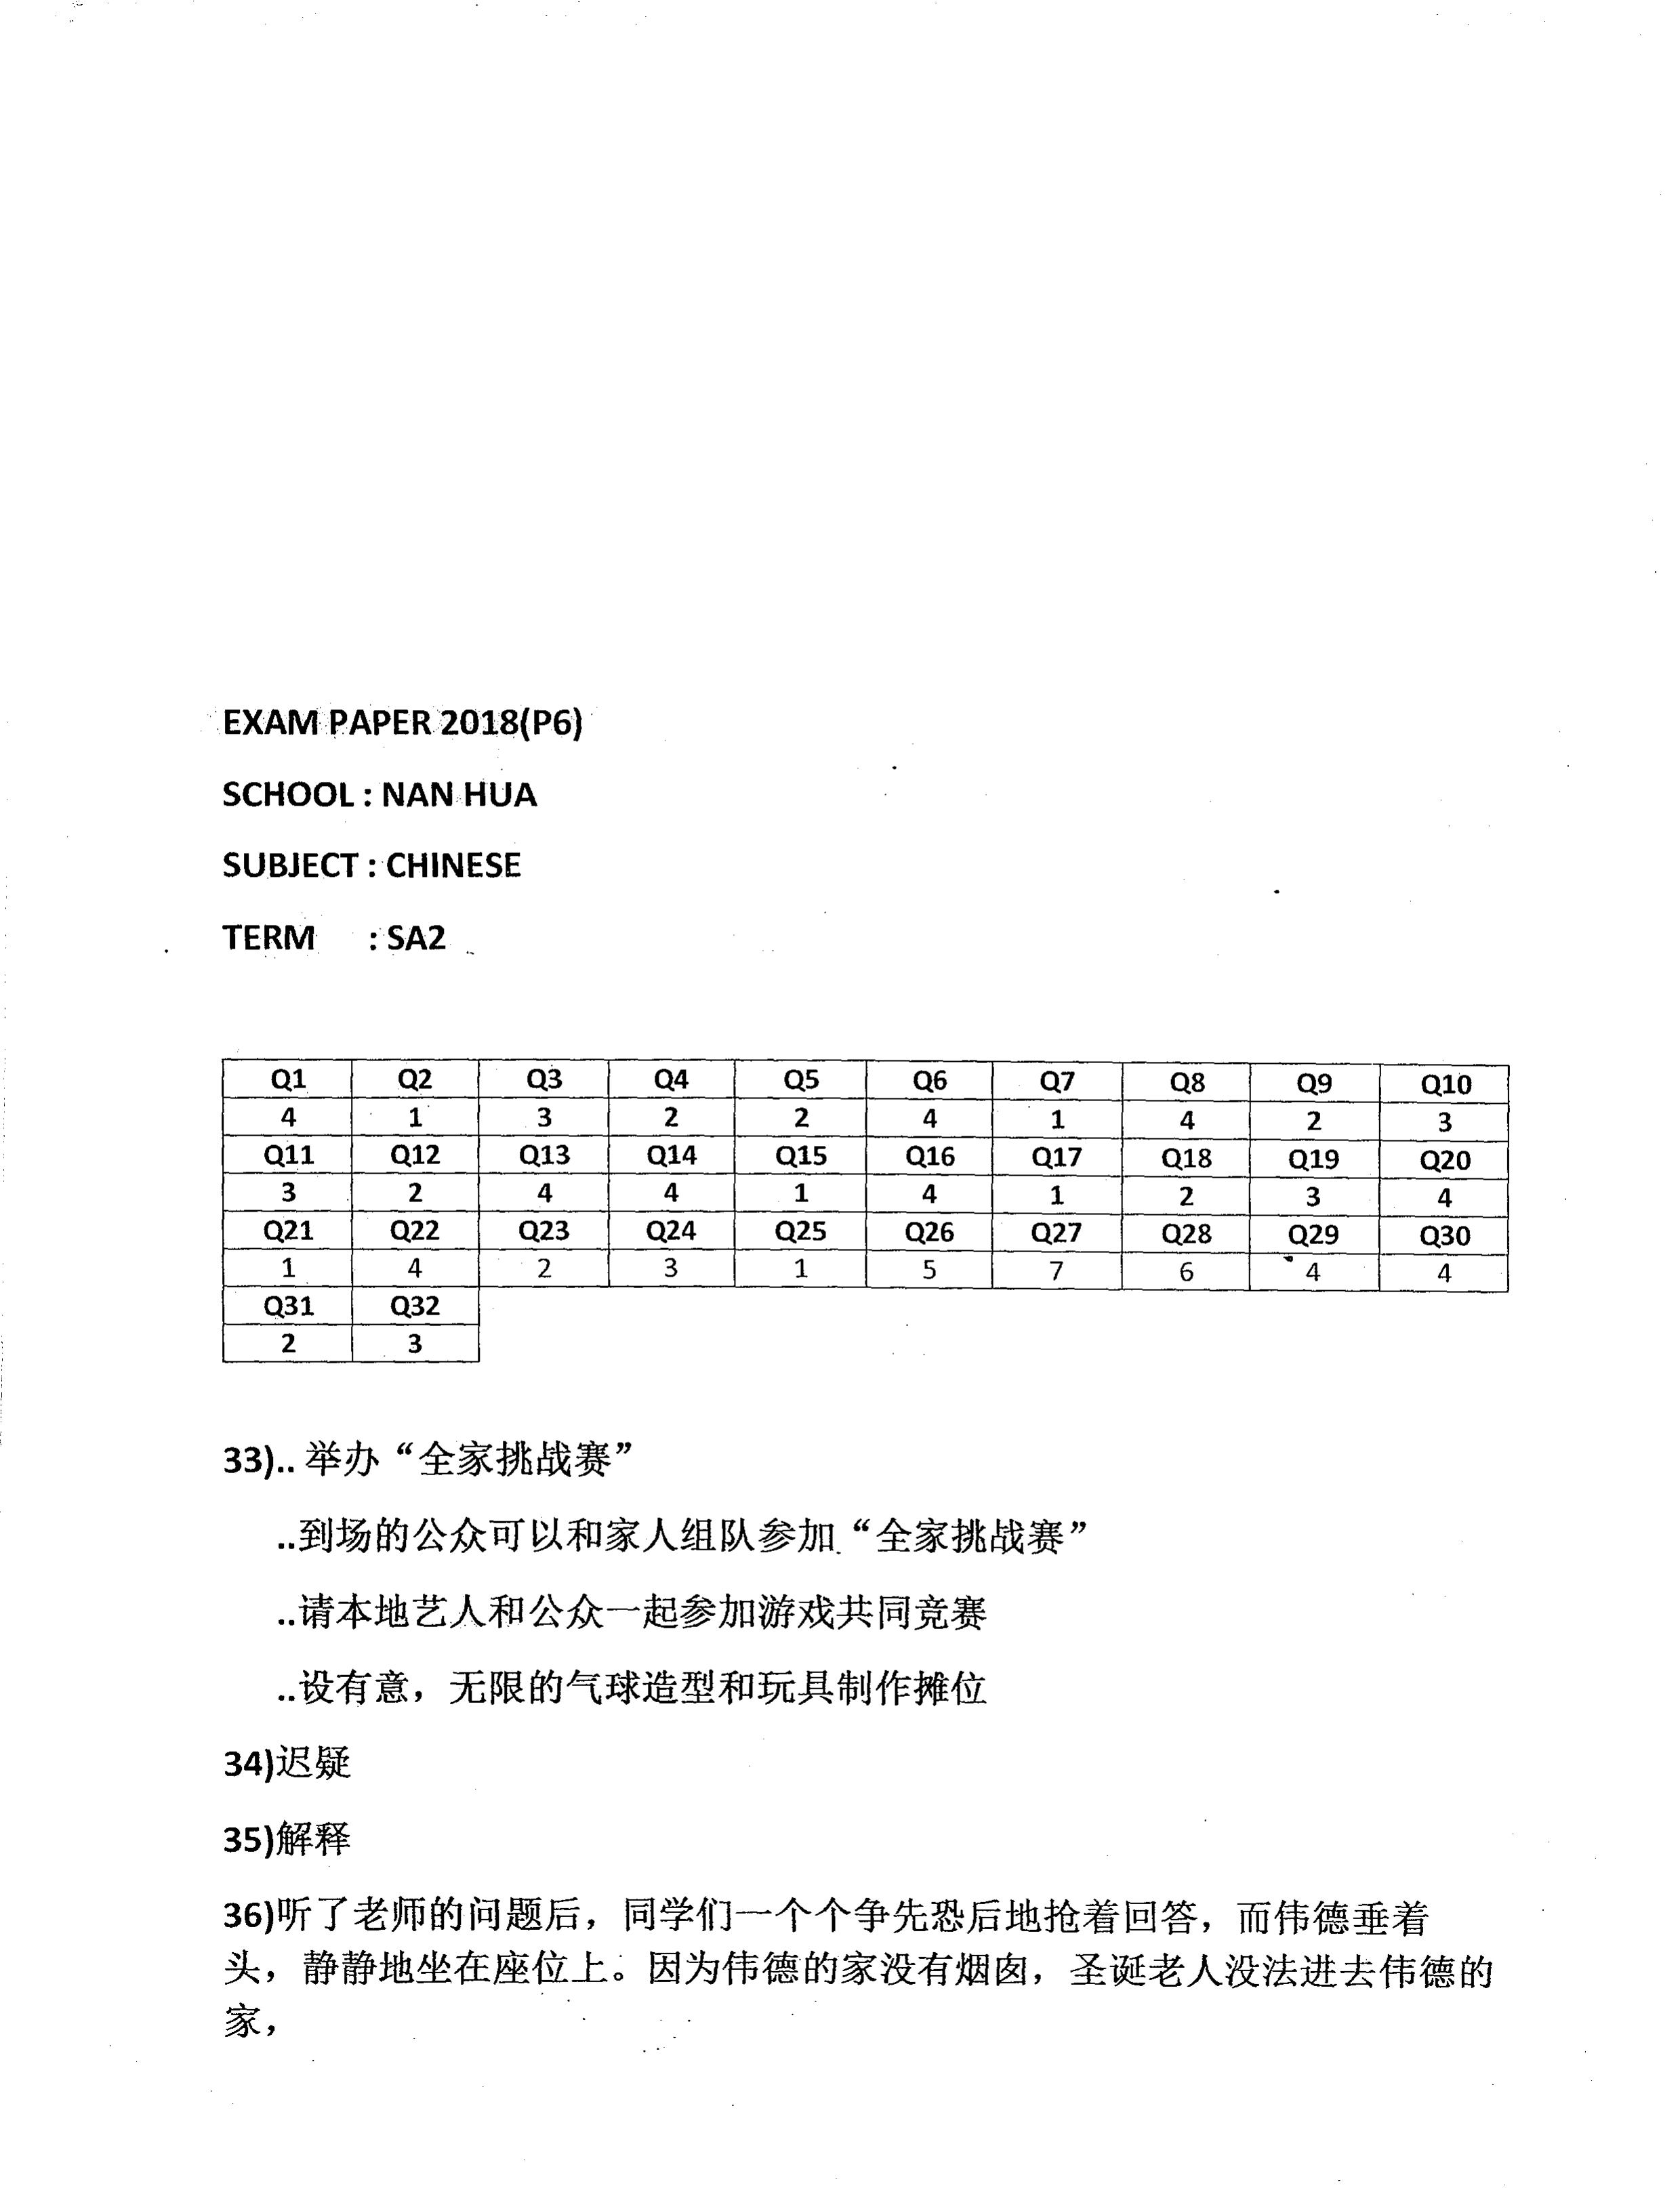 EXAM PAPER 2018(P6)
SCHOOL : NAN HUA
SUBJECT : CHINESE
TERM : SA2
Q1 Q2 Q3 Q4 Q5 Q6 Q7 Q8 Q9 Q10
4 1 3 2 2 4 1 4 2 3
Q11 Q12 Q13 Q14 Q15 Q16 Q17 Q18 Q19 Q20
3 2 4 4 1 4 1 2 3 4
Q21 Q22 Q23 Q24 Q25 Q26 Q27 Q28 Q29 Q30
1 4 2 3 1 5 7 6 4 4
Q31 Q32
2 3
33).. 举办“全家挑战赛”
..到场的公众可以和家人组队参加“全家挑战赛”
..请本地艺人和公众一起参加游戏共同竞赛
..设有意，无限的气球造型和玩具制作摊位
34)迟疑
35)解释
36)听了老师的问题后，同学们一个个争先恐后地抢着回答，而伟德垂着
头，静静地坐在座位上。因为伟德的家没有烟囱，圣诞老人没法进去伟德的
家，